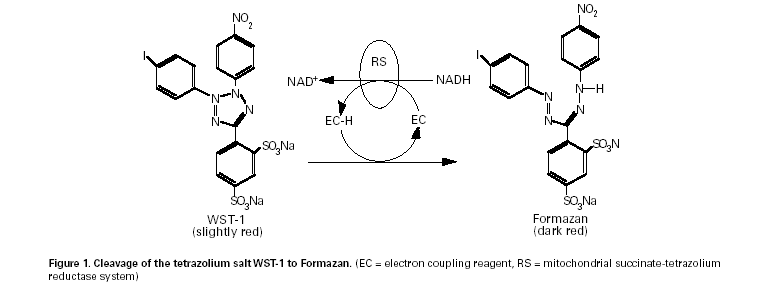 NO2 NO2
I RS I
NAD+ NADH
N N N N N N—H N N
EC-H EC
SO3Na SO3N
SO3Na SO3Na
WST-1 Formazan
(slightly red) (dark red)
Figure 1. Cleavage of the tetrazolium salt WST-1 to Formazan. (EC = electron coupling reagent, RS = mitochondrial succinate-tetrazolium
reductase system)